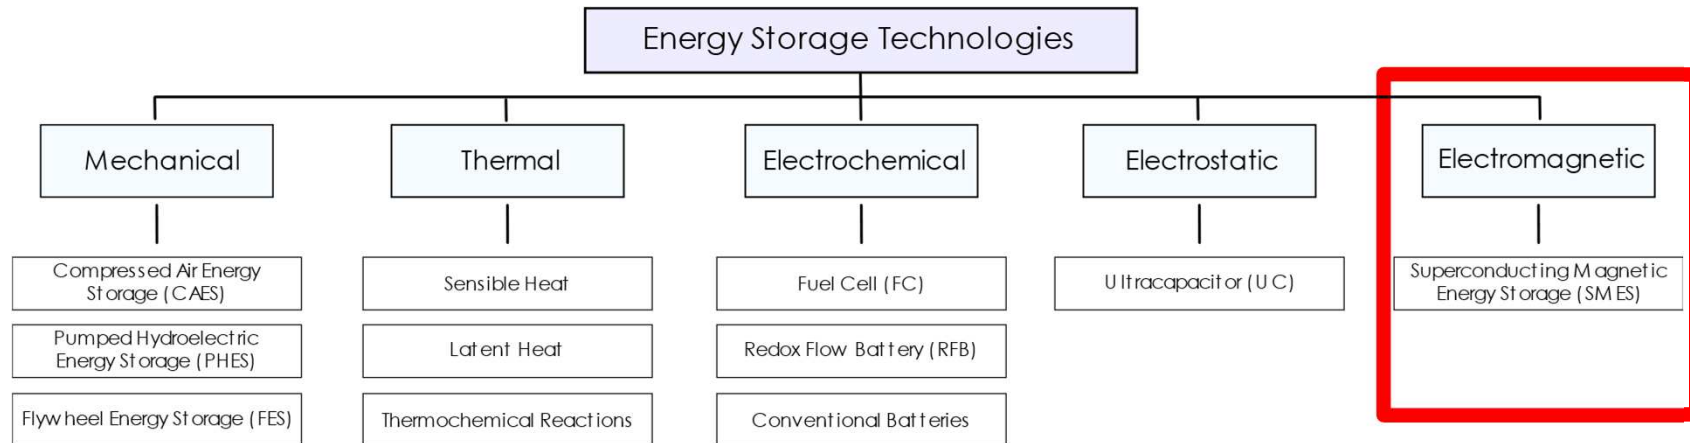 Energy Storage Technologies
Mechanical
Thermal
Electrochemical
Electrostatic
Electromagnetic
Compressed Air Energy
Storage (CAES)
Pumped Hydroelectric
Energy Storage (PHES)
Flywheel Energy Storage (FES)
Sensible Heat
Latent Heat
Thermochemical Reactions
Fuel Cell (FC)
Redox Flow Battery (RFB)
Conventional Batteries
Ultracapacitor (UC)
Superconducting Magnetic
Energy Storage (SMES)